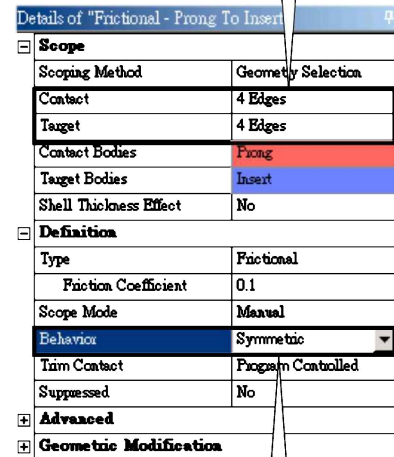 Details of "Frictional - Prong To Insert"
Scope
Scoping Method Geometry Selection
Contact 4 Edges
Target 4 Edges
Contact Bodies Prong
Target Bodies Insert
Shell Thickness Effect No
Definition
Type Frictional
Friction Coefficient 0.1
Scope Mode Manual
Behavior Symmetric
Trim Contact Program Controlled
Suppressed No
Advanced
Geometric Modification